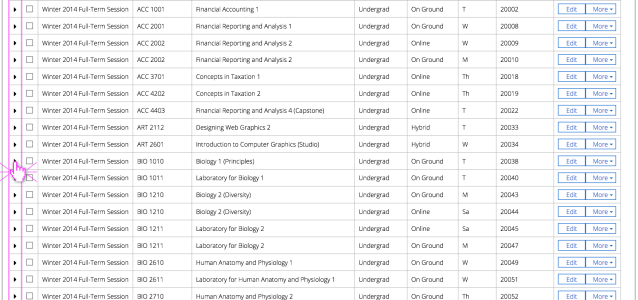 Winter 2014 Full-Term Session ACC 1001 Financial Accounting 1 Undergrad On Ground T 20002 Edit More
Winter 2014 Full-Term Session ACC 2001 Financial Reporting and Analysis 1 Undergrad On Ground W 20008 Edit More
Winter 2014 Full-Term Session ACC 2002 Financial Reporting and Analysis 2 Undergrad Online W 20009 Edit More
Winter 2014 Full-Term Session ACC 2002 Financial Reporting and Analysis 2 Undergrad On Ground M 20010 Edit More
Winter 2014 Full-Term Session ACC 3701 Concepts in Taxation 1 Undergrad Online Th 20018 Edit More
Winter 2014 Full-Term Session ACC 4202 Concepts in Taxation 2 Undergrad Online Th 20019 Edit More
Winter 2014 Full-Term Session ACC 4403 Financial Reporting and Analysis 4 (Capstone) Undergrad Online T 20022 Edit More
Winter 2014 Full-Term Session ART 2112 Designing Web Graphics 2 Undergrad Hybrid T 20033 Edit More
Winter 2014 Full-Term Session ART 2601 Introduction to Computer Graphics (Studio) Undergrad Hybrid W 20034 Edit More
Winter 2014 Full-Term Session BIO 1010 Biology 1 (Principles) Undergrad On Ground T 20038 Edit More
Winter 2014 Full-Term Session BIO 1011 Laboratory for Biology 1 Undergrad On Ground T 20040 Edit More
Winter 2014 Full-Term Session BIO 1210 Biology 2 (Diversity) Undergrad On Ground M 20043 Edit More
Winter 2014 Full-Term Session BIO 1210 Biology 2 (Diversity) Undergrad Online Sa 20044 Edit More
Winter 2014 Full-Term Session BIO 1211 Laboratory for Biology 2 Undergrad Online Sa 20045 Edit More
Winter 2014 Full-Term Session BIO 1211 Laboratory for Biology 2 Undergrad On Ground M 20047 Edit More
Winter 2014 Full-Term Session BIO 2610 Human Anatomy and Physiology 1 Undergrad On Ground W 20049 Edit More
Winter 2014 Full-Term Session BIO 2611 Laboratory for Human Anatomy and Physiology 1 Undergrad On Ground W 20051 Edit More
Winter 2014 Full-Term Session BIO 2710 Human Anatomy and Physiology 2 Undergrad On Ground Th 20052 Edit More